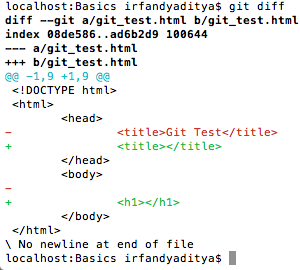 localhost:Basics irfandyaditya$ git diff
diff --git a/git_test.html b/git_test.html
index 08de586..ad6b2d9 100644
--- a/git_test.html
+++ b/git_test.html
@@ -1,9 +1,9 @@
 <!DOCTYPE html>
 <html>
        <head>
-               <title>Git Test</title>
+               <title></title>
        </head>
        <body>
-
+               <h1></h1>
        </body>
 </html>
\ No newline at end of file
localhost:Basics irfandyaditya$